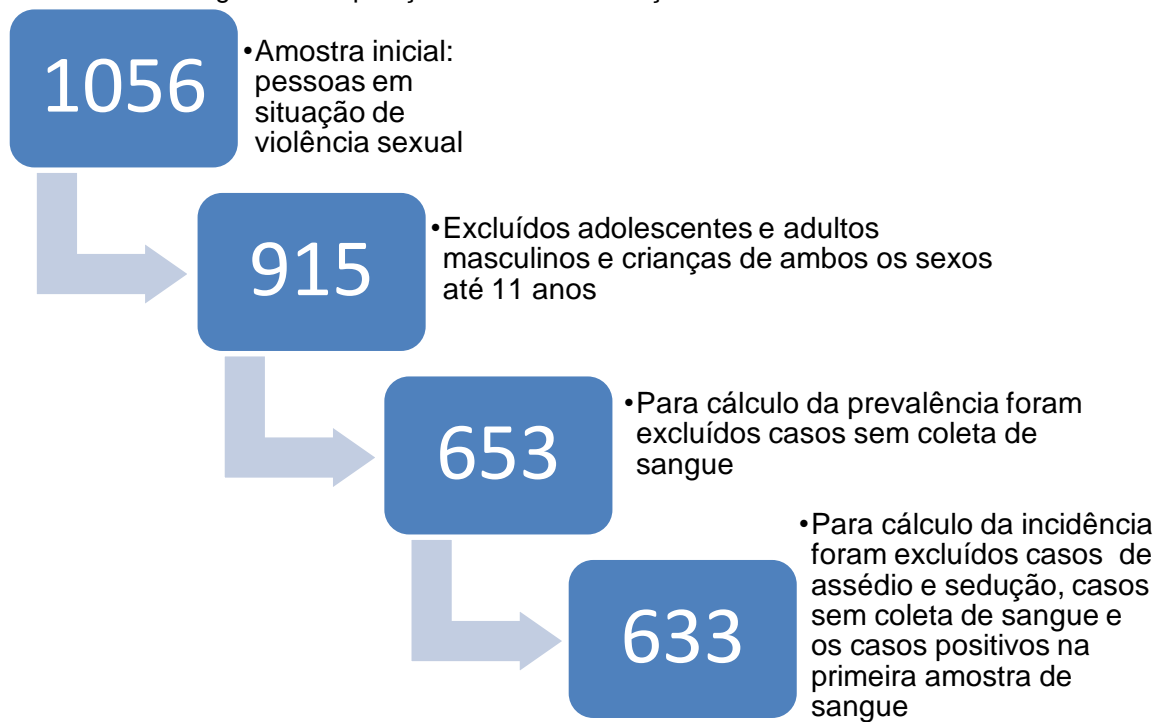 1056
•Amostra inicial:
pessoas em
situação de
violência sexual
915
•Excluídos adolescentes e adultos
masculinos e crianças de ambos os sexos
até 11 anos
653
•Para cálculo da prevalência foram
excluídos casos sem coleta de
sangue
633
•Para cálculo da incidência
foram excluídos casos de
assédio e sedução, casos
sem coleta de sangue e
os casos positivos na
primeira amostra de
sangue